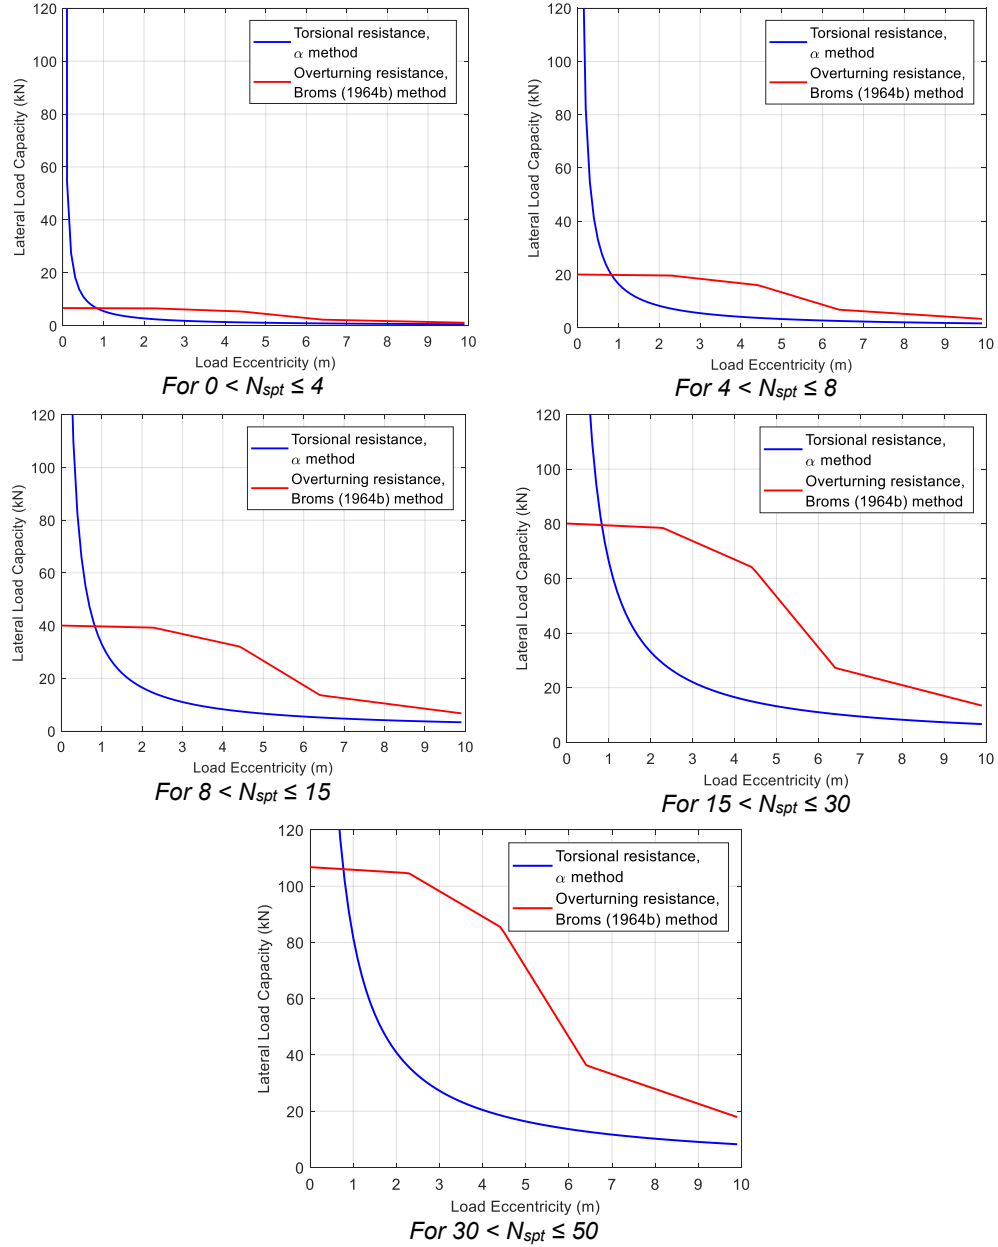 120
100
80
60
40
20
0
Lateral Load Capacity (kN)
Torsional resistance,
α method
Overturning resistance,
Broms (1964b) method
0 1 2 3 4 5 6 7 8 9 10
Load Eccentricity (m)
For 0 < Nspt ≤ 4
120
100
80
60
40
20
0
Lateral Load Capacity (kN)
Torsional resistance,
α method
Overturning resistance,
Broms (1964b) method
0 1 2 3 4 5 6 7 8 9 10
Load Eccentricity (m)
For 4 < Nspt ≤ 8
120
100
80
60
40
20
0
Lateral Load Capacity (kN)
Torsional resistance,
α method
Overturning resistance,
Broms (1964b) method
0 1 2 3 4 5 6 7 8 9 10
Load Eccentricity (m)
For 8 < Nspt ≤ 15
120
100
80
60
40
20
0
Lateral Load Capacity (kN)
Torsional resistance,
α method
Overturning resistance,
Broms (1964b) method
0 1 2 3 4 5 6 7 8 9 10
Load Eccentricity (m)
For 15 < Nspt ≤ 30
120
100
80
60
40
20
0
Lateral Load Capacity (kN)
Torsional resistance,
α method
Overturning resistance,
Broms (1964b) method
0 1 2 3 4 5 6 7 8 9 10
Load Eccentricity (m)
For 30 < Nspt ≤ 50